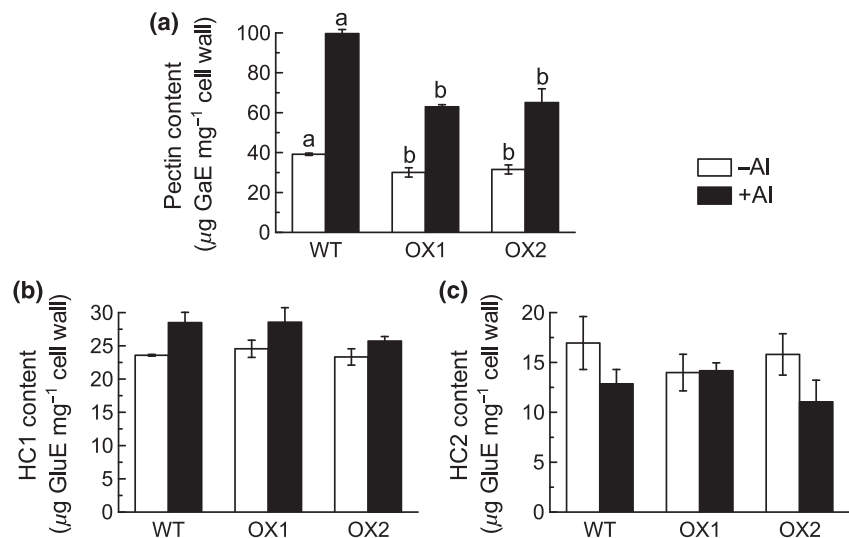 (a)
Pectin content
(µg GaE mg⁻¹ cell wall)
100
80
60
40
20
0
a
a
b
b
b
b
WT
OX1
OX2
–Al
+Al
(b)
HC1 content
(µg GluE mg⁻¹ cell wall)
30
25
20
15
10
5
0
WT
OX1
OX2
(c)
HC2 content
(µg GluE mg⁻¹ cell wall)
20
15
10
5
0
WT
OX1
OX2